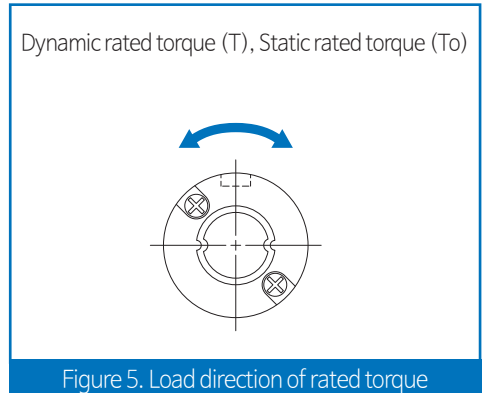 Dynamic rated torque (T), Static rated torque (To)
Figure 5. Load direction of rated torque